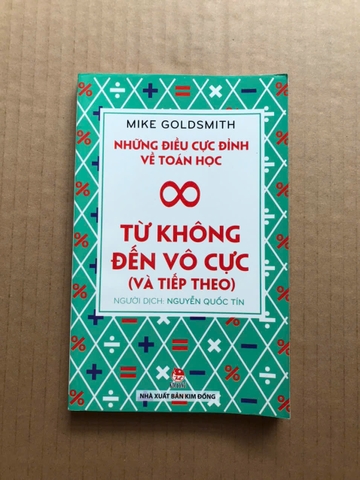 MIKE GOLDSMITH
NHỮNG ĐIỀU CỰC ĐỈNH
VỀ TOÁN HỌC
∞
TỪ KHÔNG
ĐẾN VÔ CỰC
(VÀ TIẾP THEO)
NGƯỜI DỊCH: NGUYỄN QUỐC TÍN
NHÀ XUẤT BẢN KIM ĐỒNG